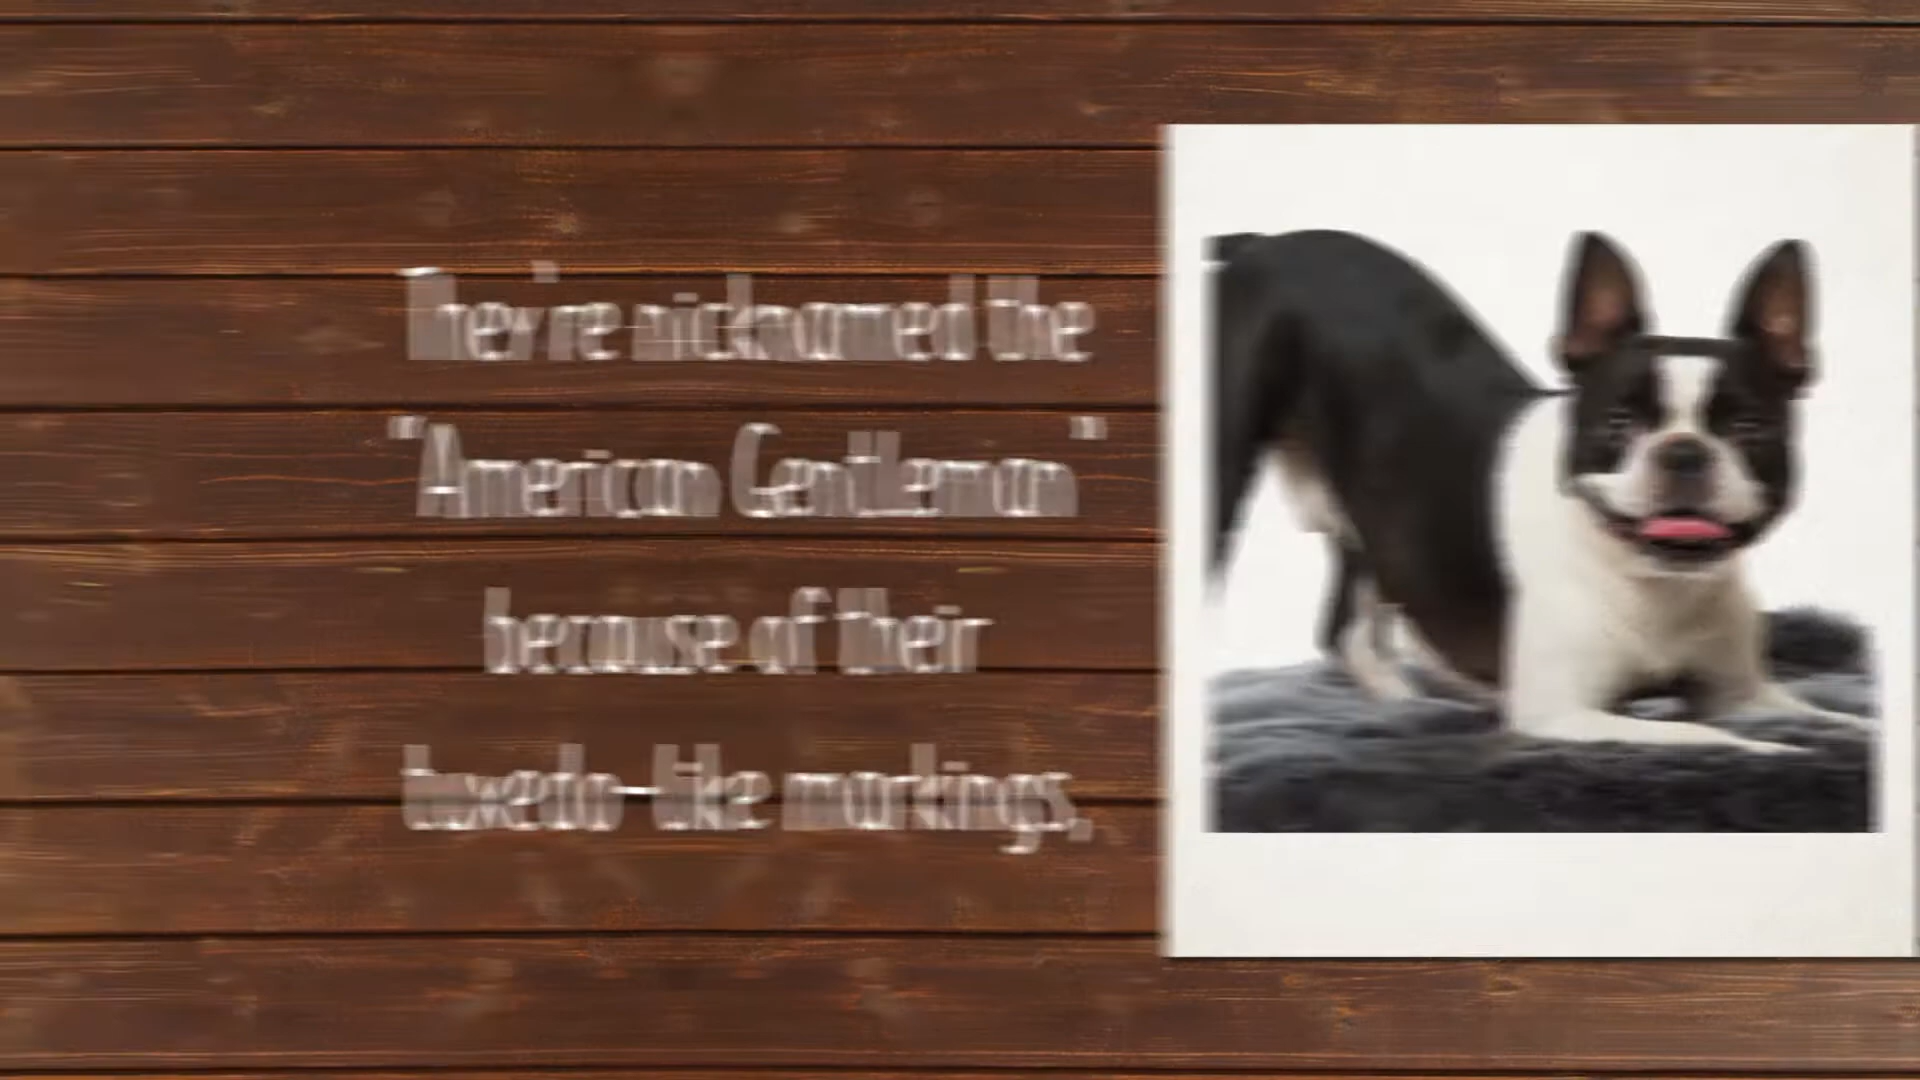 They're nicknamed the
"American Gentleman"
because of their
tuxedo-like markings.